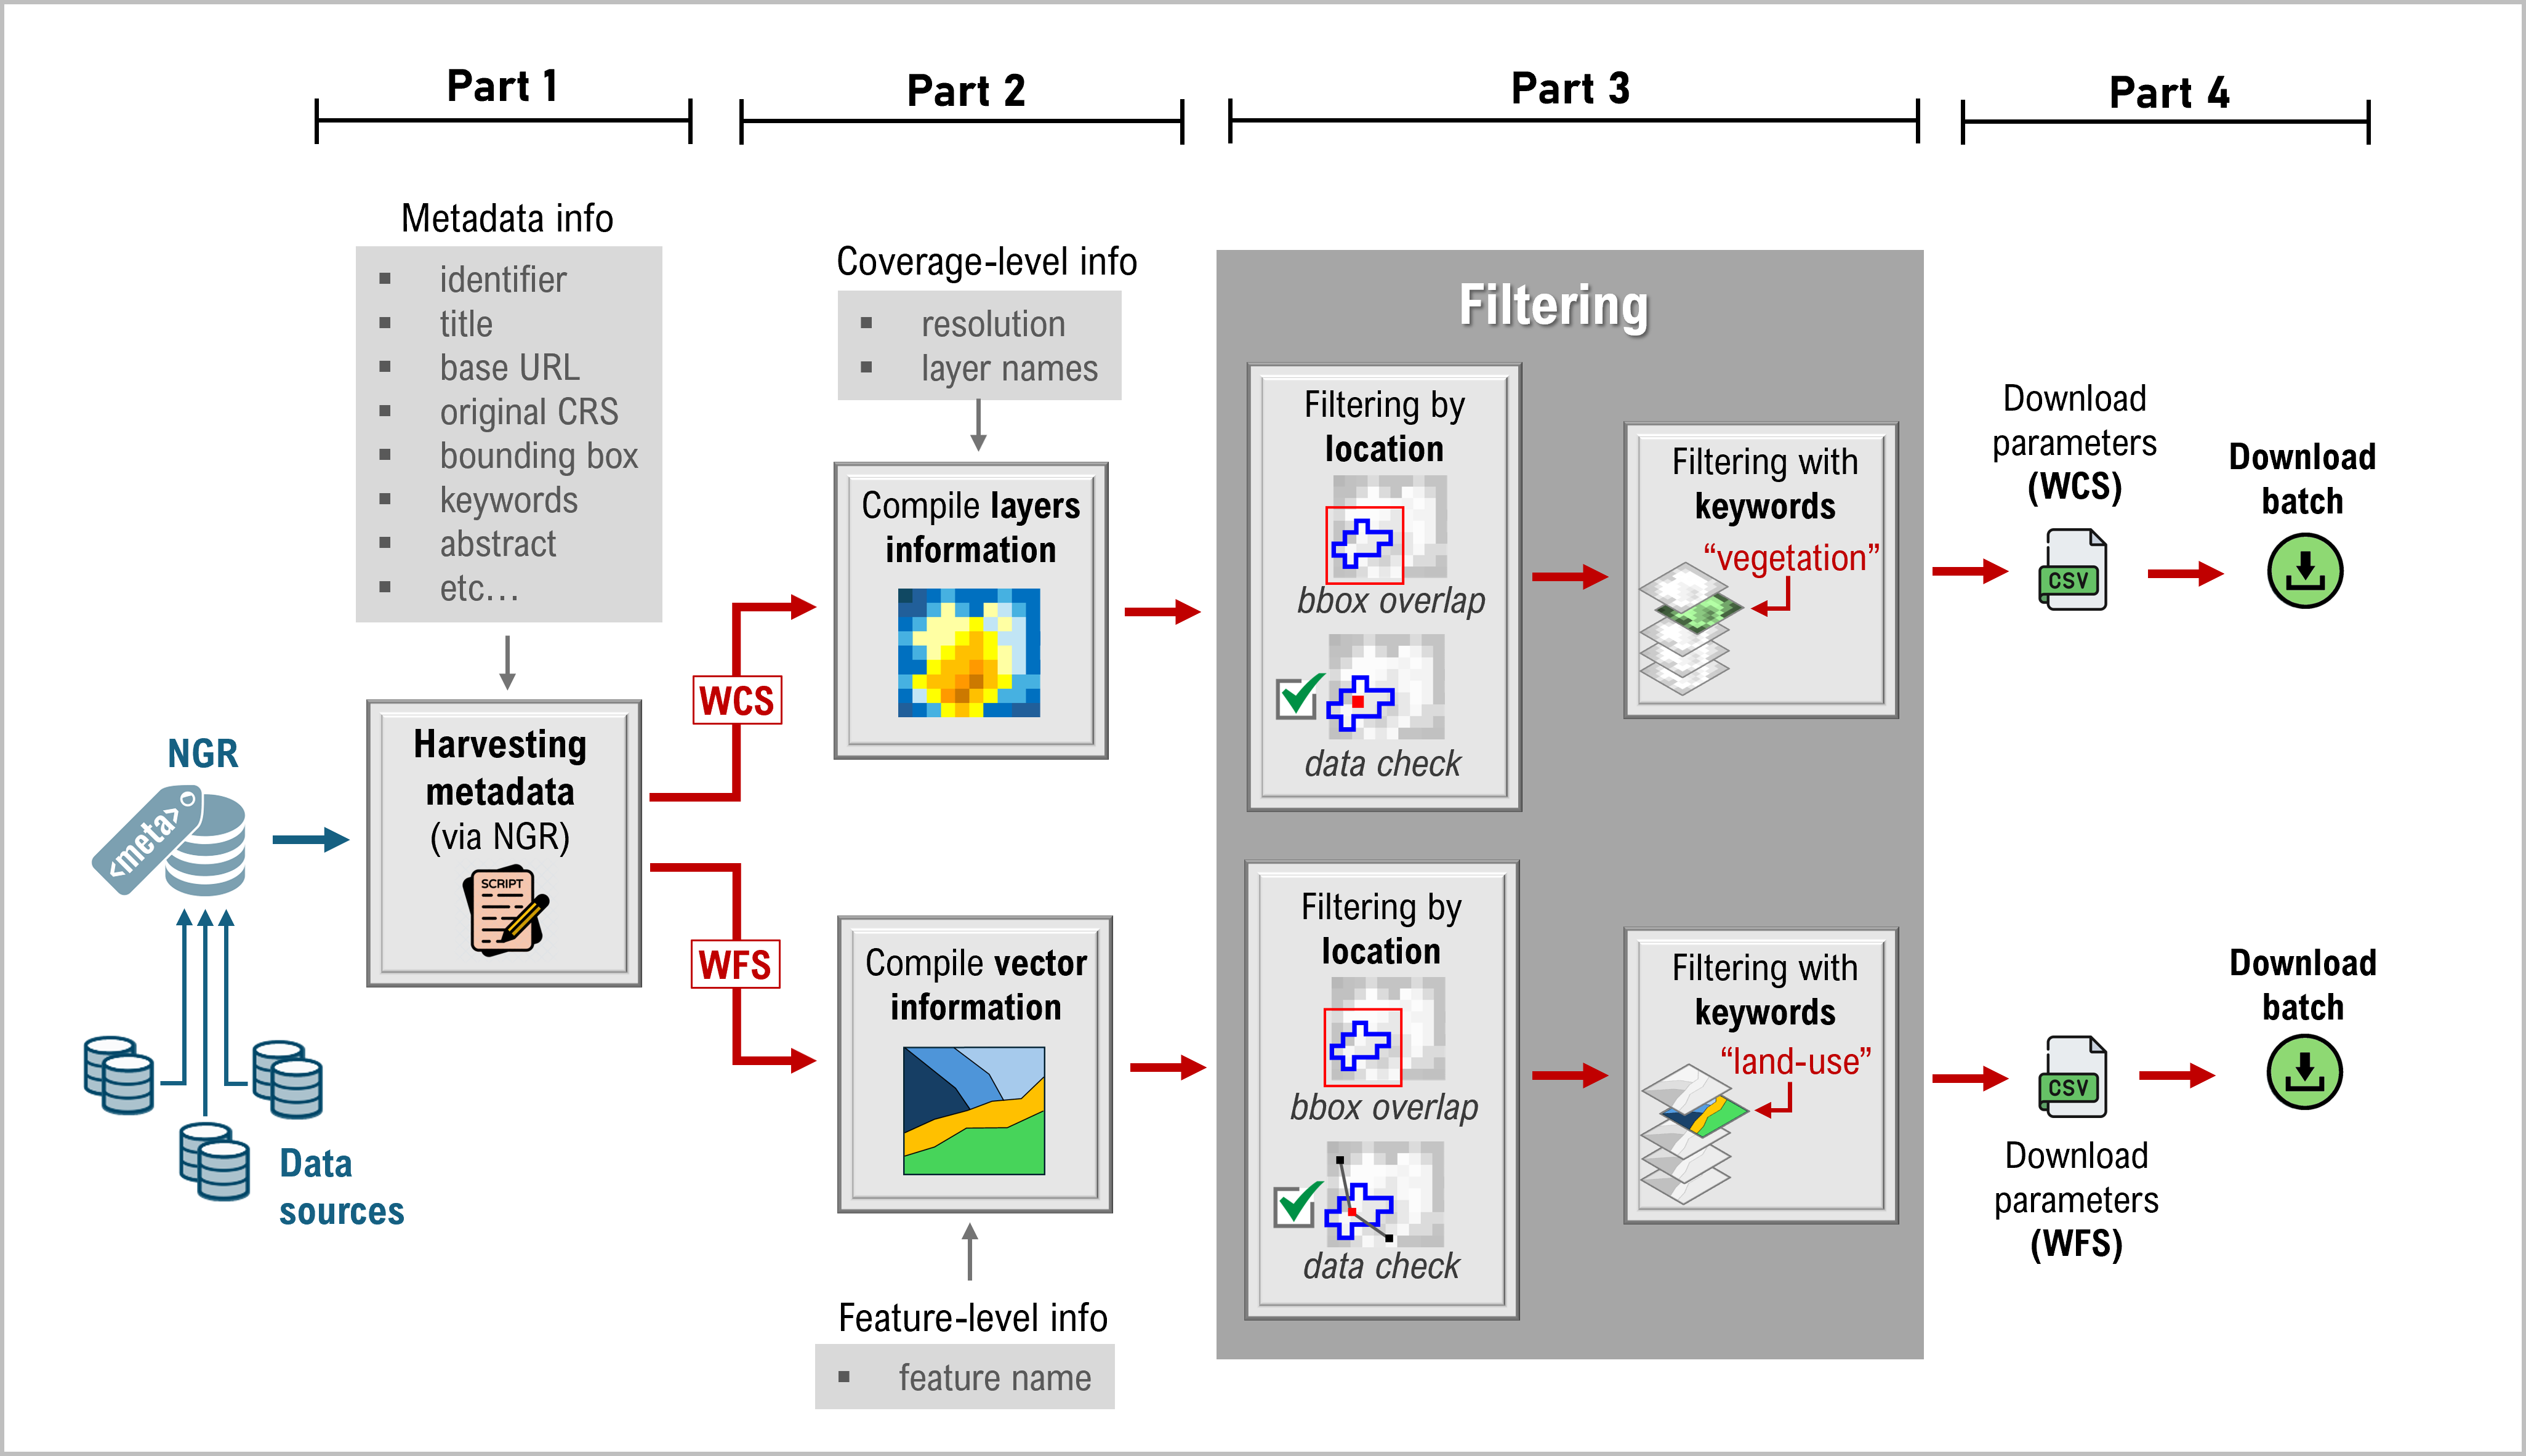 Part 1
Part 2
Part 3
Part 4
Metadata info
▪ identifier
▪ title
▪ base URL
▪ original CRS
▪ bounding box
▪ keywords
▪ abstract
▪ etc…
NGR
<meta>
Data
sources
Harvesting
metadata
(via NGR)
SCRIPT
WCS
WFS
Coverage-level info
▪ resolution
▪ layer names
Compile layers
information
Compile vector
information
Feature-level info
▪ feature name
Filtering
Filtering by
location
bbox overlap
data check
Filtering with
keywords
“vegetation”
Filtering by
location
bbox overlap
data check
Filtering with
keywords
“land-use”
Download
parameters
(WCS)
CSV
Download
batch
CSV
Download
parameters
(WFS)
Download
batch